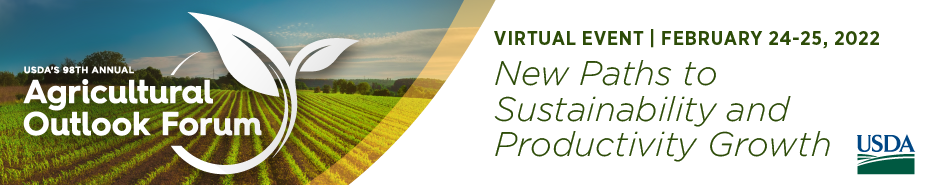 USDA'S 98TH ANNUAL
Agricultural
Outlook Forum
VIRTUAL EVENT | FEBRUARY 24-25, 2022
New Paths to
Sustainability and
Productivity Growth
USDA